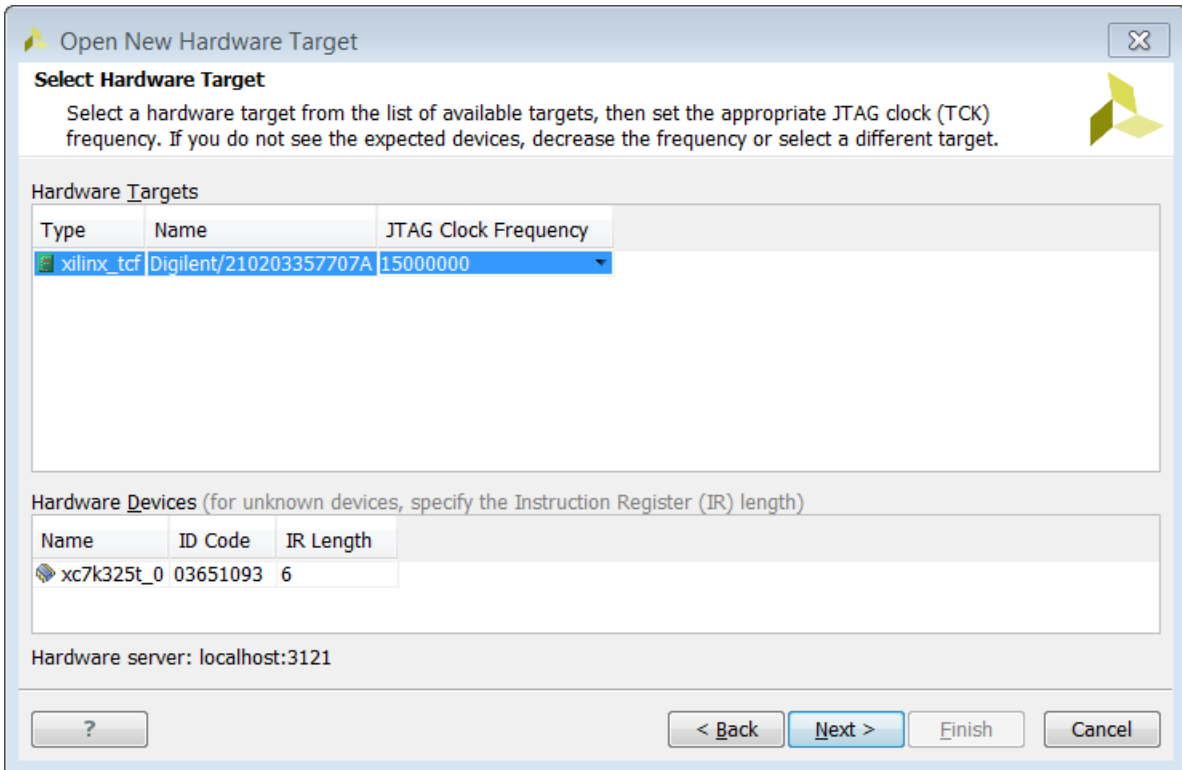 Open New Hardware Target
Select Hardware Target
Select a hardware target from the list of available targets, then set the appropriate JTAG clock (TCK)
frequency. If you do not see the expected devices, decrease the frequency or select a different target.
Hardware Targets
Type Name JTAG Clock Frequency
xilinx_tcf Digilent/210203357707A 15000000
Hardware Devices (for unknown devices, specify the Instruction Register (IR) length)
Name ID Code IR Length
xc7k325t_0 03651093 6
Hardware server: localhost:3121
? < Back Next > Finish Cancel